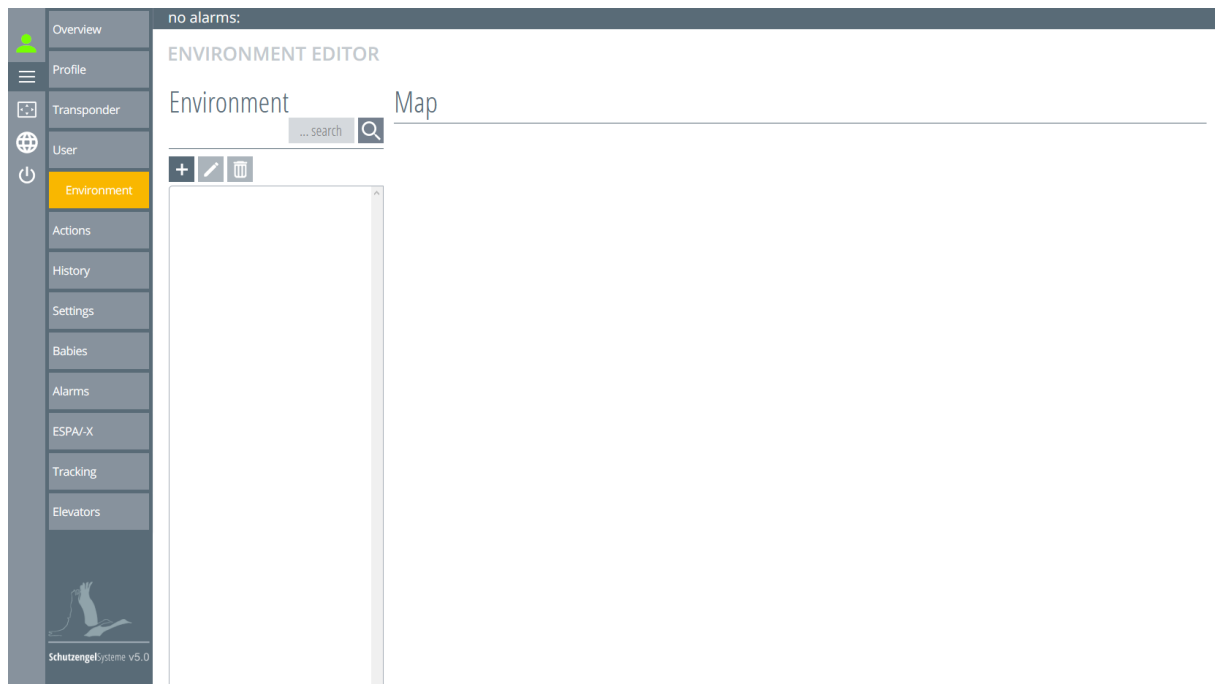 no alarms:
Overview
Profile
Transponder
User
Environment
Actions
History
Settings
Babies
Alarms
ESPA/-X
Tracking
Elevators
SchutzengelSysteme v5.0
ENVIRONMENT EDITOR
Environment
... search
Map